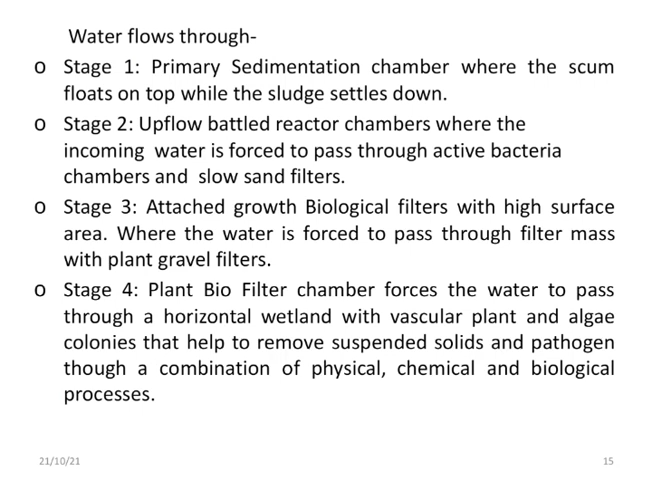 Water flows through-
o Stage 1: Primary Sedimentation chamber where the scum
floats on top while the sludge settles down.
o Stage 2: Upflow battled reactor chambers where the
incoming water is forced to pass through active bacteria
chambers and slow sand filters.
o Stage 3: Attached growth Biological filters with high surface
area. Where the water is forced to pass through filter mass
with plant gravel filters.
o Stage 4: Plant Bio Filter chamber forces the water to pass
through a horizontal wetland with vascular plant and algae
colonies that help to remove suspended solids and pathogen
though a combination of physical, chemical and biological
processes.
21/10/21 15